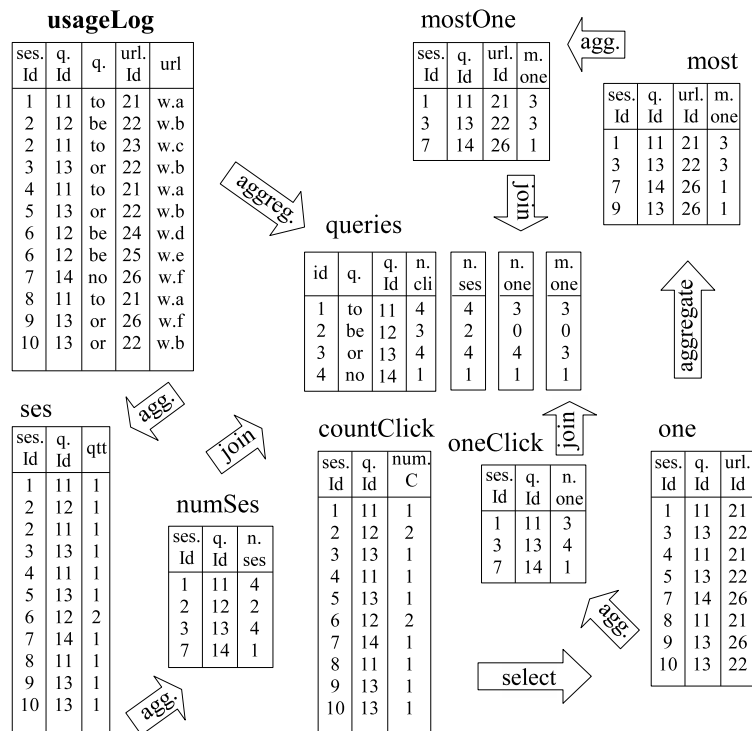 usageLog
ses. Id q. Id q. url. Id url
1 11 to 21 w.a
2 12 be 22 w.b
2 11 to 23 w.c
3 13 or 22 w.b
4 11 to 21 w.a
5 13 or 22 w.b
6 12 be 24 w.d
6 12 be 25 w.e
7 14 no 26 w.f
8 11 to 21 w.a
9 13 or 26 w.f
10 13 or 22 w.b
mostOne
ses. Id q. Id url. Id m. one
1 11 21 3
3 13 22 3
7 14 26 1
agg.
most
ses. Id q. Id url. Id m. one
1 11 21 3
3 13 22 3
7 14 26 1
9 13 26 1
aggreg.
join
queries
id q. q. Id n. cli n. ses n. one m. one
1 to 11 4 4 3 3
2 be 12 3 2 0 0
3 or 13 4 4 4 3
4 no 14 1 1 1 1
aggregate
agg.
join
join
ses
ses. Id q. Id qtt
1 11 1
2 12 1
2 11 1
3 13 1
4 11 1
5 13 1
6 12 2
7 14 1
8 11 1
9 13 1
10 13 1
numSes
ses. Id q. Id n. ses
1 11 4
2 12 2
3 13 4
7 14 1
agg.
countClick
ses. Id q. Id num. C
1 11 1
2 12 2
3 13 1
4 11 1
5 13 1
6 12 2
7 14 1
8 11 1
9 13 1
10 13 1
oneClick
ses. Id q. Id n. one
1 11 3
3 13 4
7 14 1
agg.
select
one
ses. Id q. Id url. Id
1 11 21
3 13 22
4 11 21
5 13 22
7 14 26
8 11 21
9 13 26
10 13 22